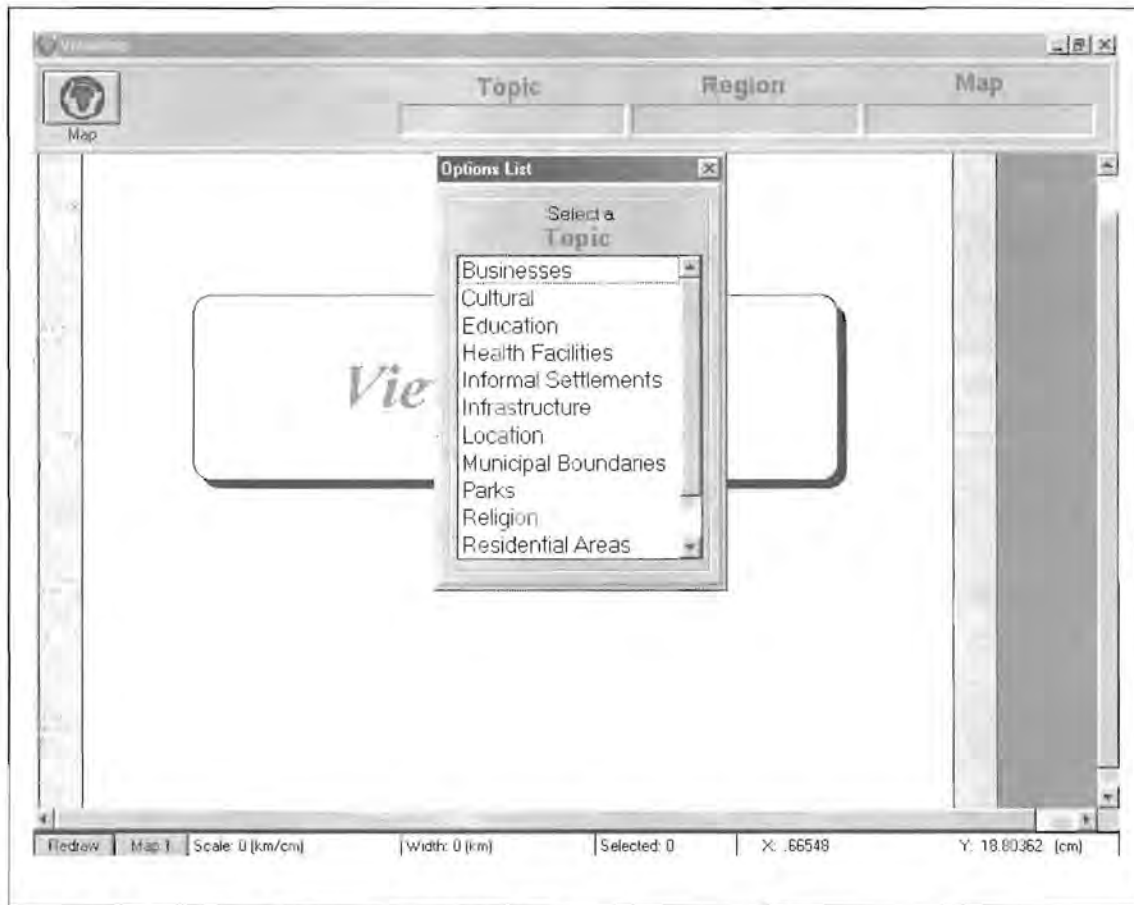 Topic Region Map
Map
Options List
Select a
Topic
Businesses
Cultural
Education
Health Facilities
Informal Settlements
Infrastructure
Location
Municipal Boundaries
Parks
Religion
Residential Areas
Vie
Redraw Map 1 Scale: 0 (km/cm) Width: 0 (km) Selected: 0 X: .66548 Y: 18.80362 (cm)